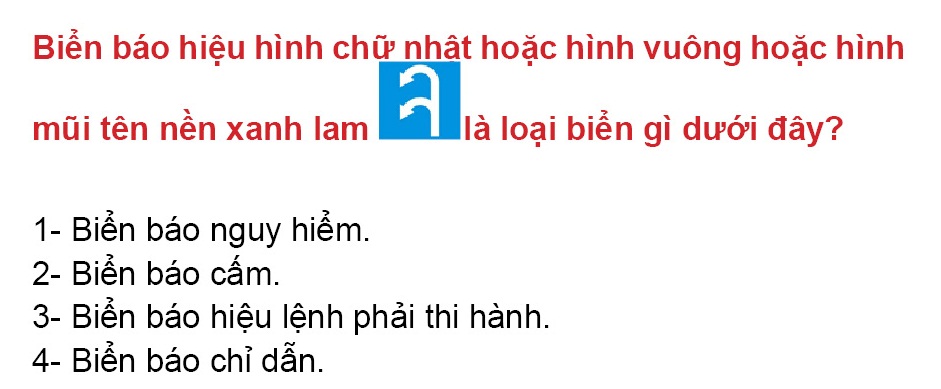 Biển báo hiệu hình chữ nhật hoặc hình vuông hoặc hình
mũi tên nền xanh lam là loại biển gì dưới đây?
1- Biển báo nguy hiểm.
2- Biển báo cấm.
3- Biển báo hiệu lệnh phải thi hành.
4- Biển báo chỉ dẫn.